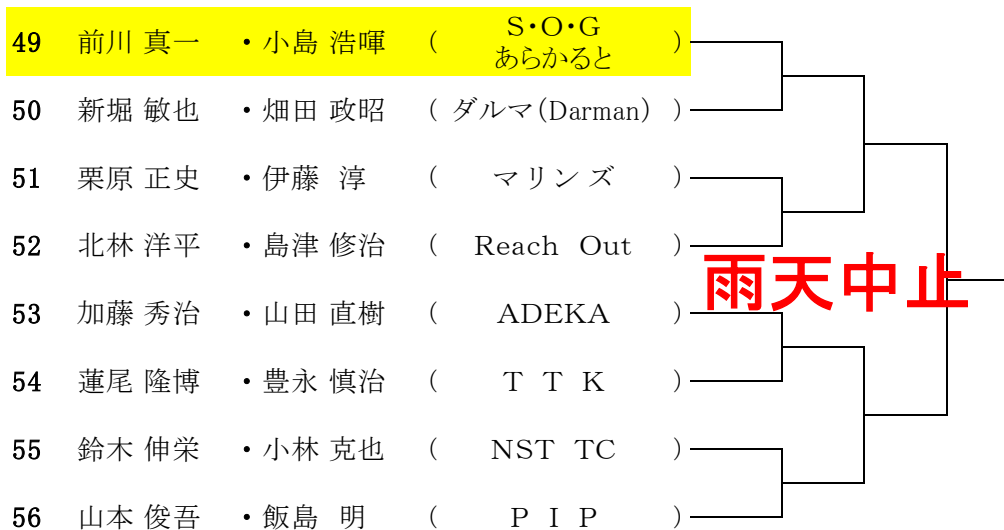 49 前川 真一 ・小島 浩暉 ( S・O・G あらかると )
50 新堀 敏也 ・畑田 政昭 ( ダルマ(Darman) )
51 栗原 正史 ・伊藤 淳 ( マリンズ )
52 北林 洋平 ・島津 修治 ( Reach Out )
雨天中止
53 加藤 秀治 ・山田 直樹 ( ADEKA )
54 蓮尾 隆博 ・豊永 慎治 ( T T K )
55 鈴木 伸栄 ・小林 克也 ( NST TC )
56 山本 俊吾 ・飯島 明 ( P I P )